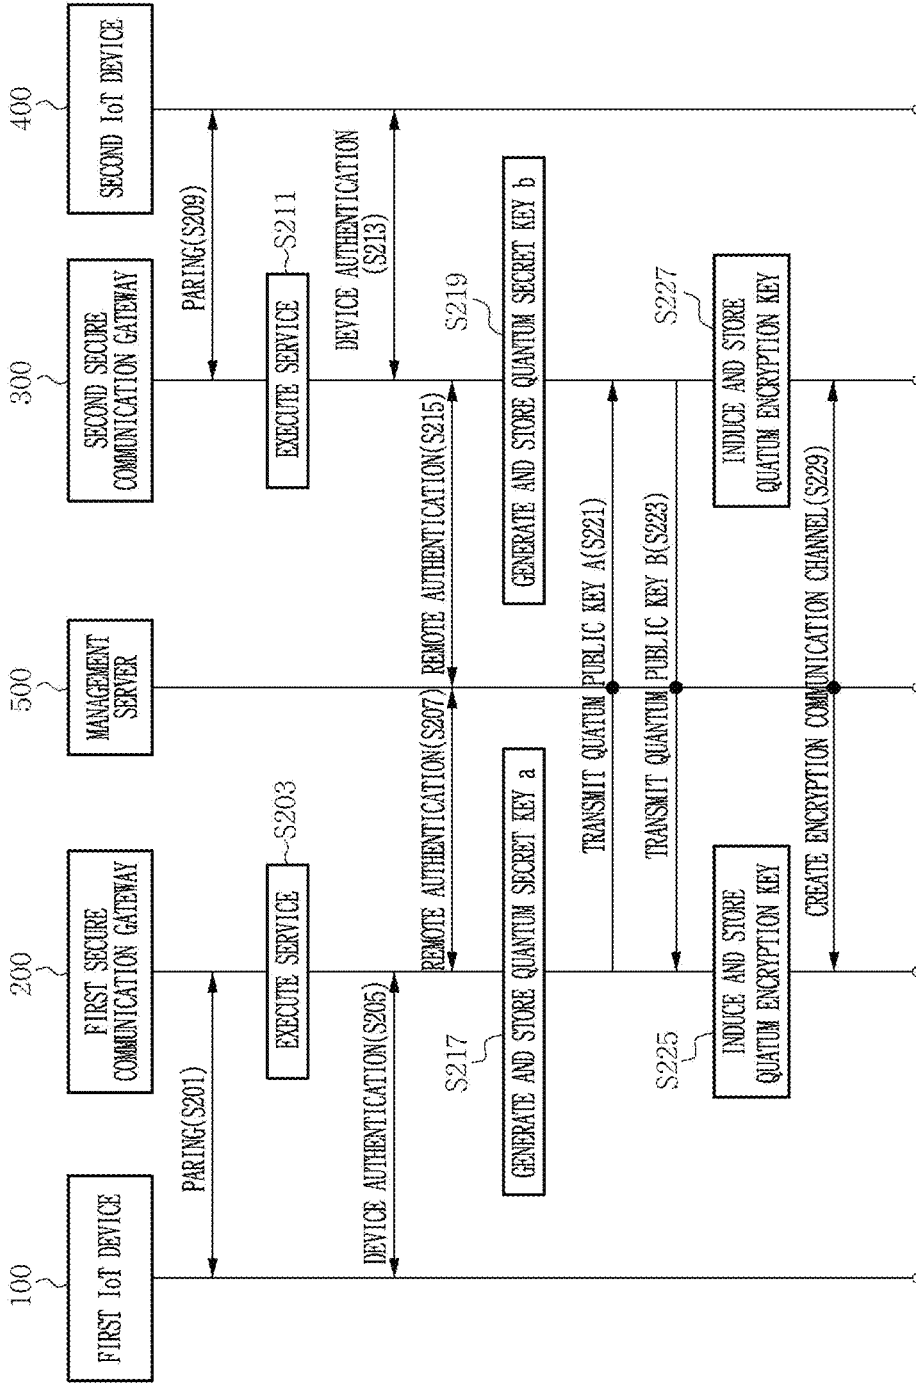 100
200
500
300
400
FIRST IoT DEVICE
FIRST SECURE
COMMUNICATION GATEWAY
MANAGEMENT
SERVER
SECOND SECURE
COMMUNICATION GATEWAY
SECOND IoT DEVICE
PARING(S201)
PARING(S209)
EXECUTE SERVICE
S203
EXECUTE SERVICE
S211
DEVICE AUTHENTICATION(S205)
DEVICE AUTHENTICATION
(S213)
REMOTE AUTHENTICATION(S207)
REMOTE AUTHENTICATION(S215)
S217
S219
GENERATE AND STORE QUANTUM SECRET KEY a
GENERATE AND STORE QUANTUM SECRET KEY b
TRANSMIT QUATUM PUBLIC KEY A(S221)
TRANSMIT QUANTUM PUBLIC KEY B(S223)
S225
S227
INDUCE AND STORE
QUATUM ENCRYPTION KEY
INDUCE AND STORE
QUATUM ENCRYPTION KEY
CREATE ENCRYPTION COMMUNICATION CHANNEL(S229)